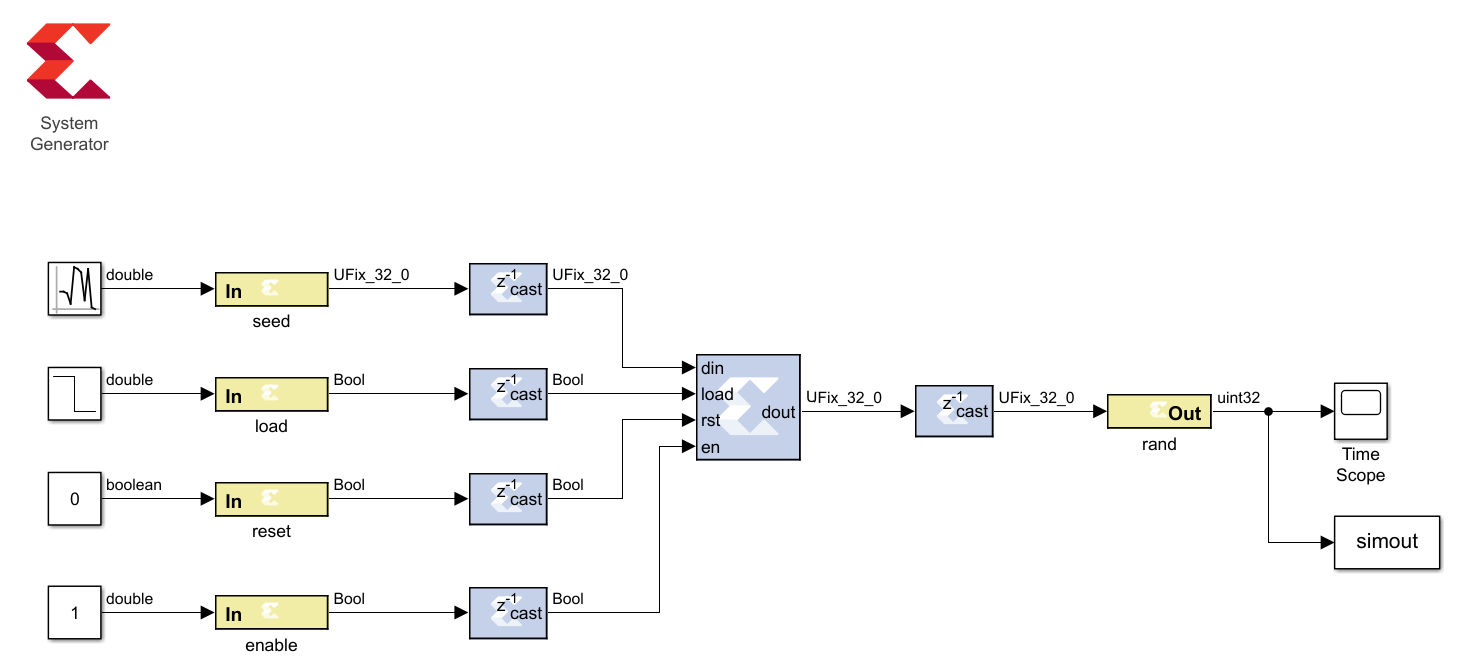 System
Generator
double
In
seed
UFix_32_0
z-1
cast
UFix_32_0
double
In
load
Bool
z-1
cast
Bool
0
boolean
In
reset
Bool
z-1
cast
Bool
1
double
In
enable
Bool
z-1
cast
Bool
din
load
rst
en
dout
UFix_32_0
z-1
cast
UFix_32_0
Out
rand
uint32
Time
Scope
simout